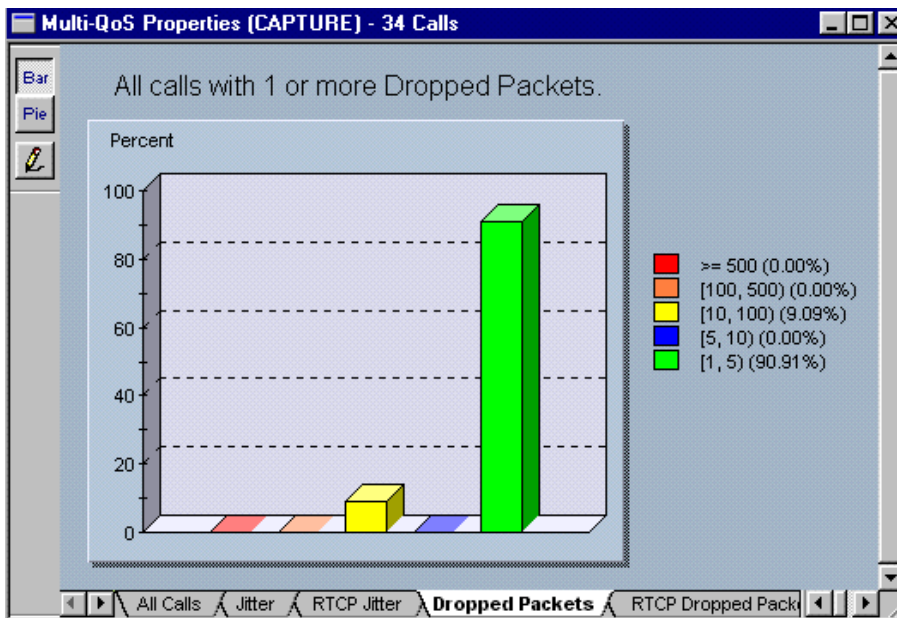 Multi-QoS Properties (CAPTURE) - 34 Calls
Bar
Pie
All calls with 1 or more Dropped Packets.
Percent
100
80
60
40
20
0
>= 500 (0.00%)
[100, 500) (0.00%)
[10, 100) (9.09%)
[5, 10) (0.00%)
[1, 5) (90.91%)
All Calls
Jitter
RTCP Jitter
Dropped Packets
RTCP Dropped